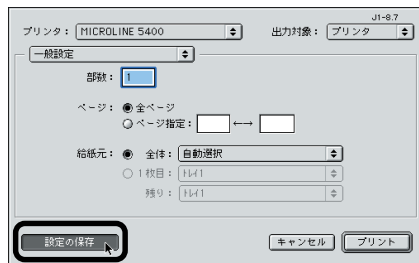 J1-8.7
プリンタ： MICROLINE 5400 出力対象： プリンタ
一般設定
部数： 1
ページ： 全ページ
ページ指定： ←→
給紙元： 全体： 自動選択
1枚目： トレイ1
残り： トレイ1
設定の保存 キャンセル プリント